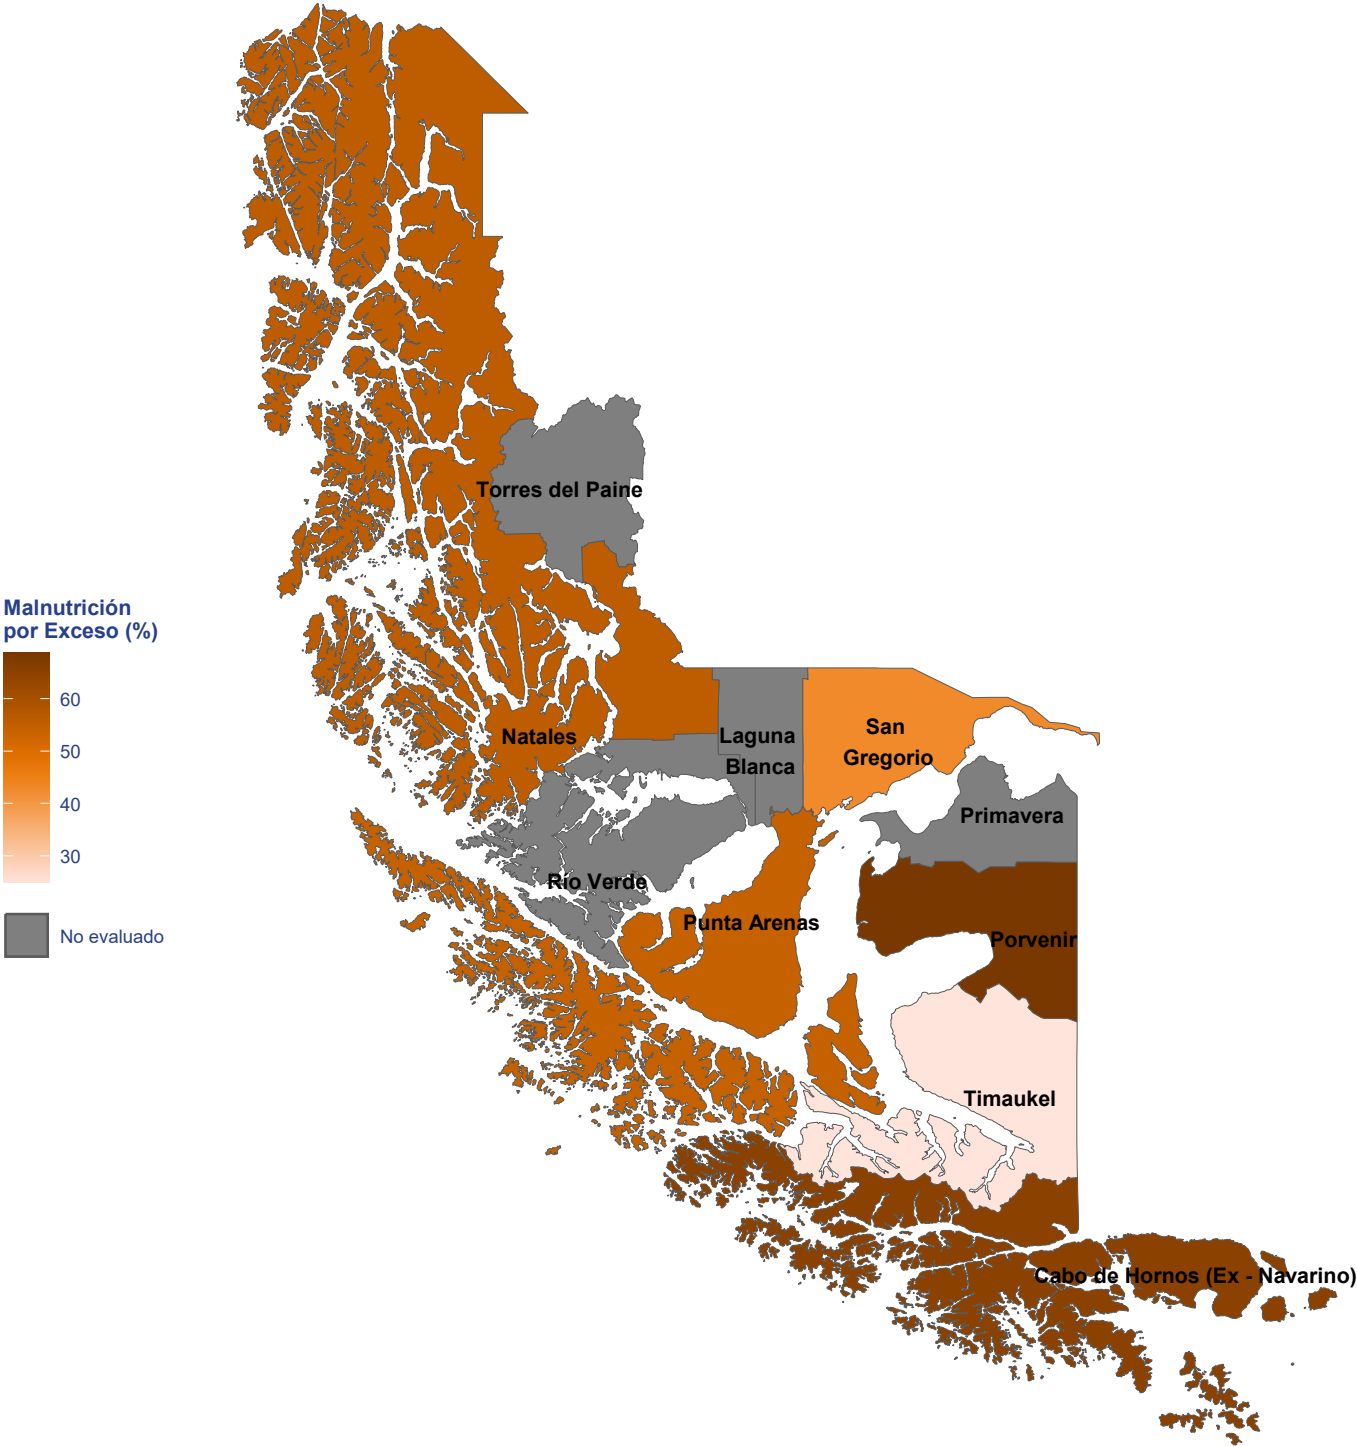 Torres del Paine
Malnutrición
por Exceso (%)
60
50
40
30
No evaluado
Natales
Laguna
Blanca
San
Gregorio
Primavera
Río Verde
Punta Arenas
Porvenir
Timaukel
Cabo de Hornos (Ex - Navarino)